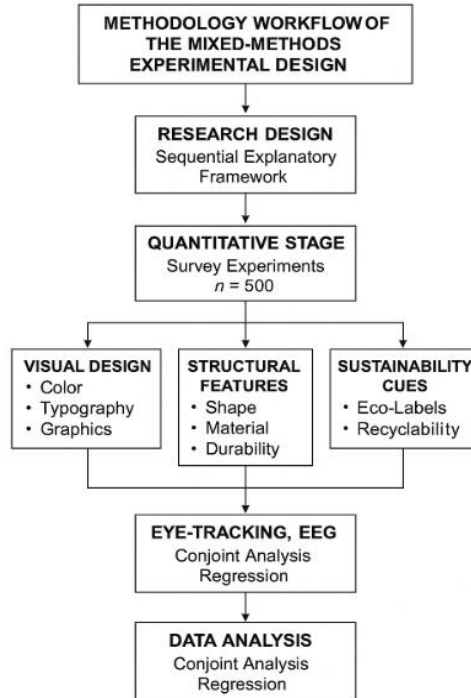 METHODOLOGY WORKFLOW OF
THE MIXED-METHODS
EXPERIMENTAL DESIGN
RESEARCH DESIGN
Sequential Explanatory
Framework
QUANTITATIVE STAGE
Survey Experiments
n = 500
VISUAL DESIGN
• Color
• Typography
• Graphics
STRUCTURAL
FEATURES
• Shape
• Material
• Durability
SUSTAINABILITY
CUES
• Eco-Labels
• Recyclability
EYE-TRACKING, EEG
Conjoint Analysis
Regression
DATA ANALYSIS
Conjoint Analysis
Regression